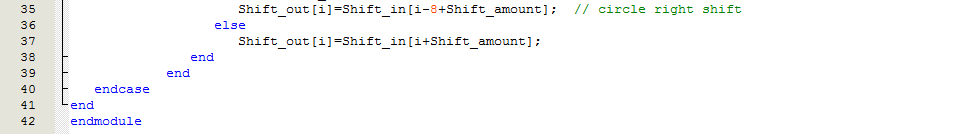 35 Shift_out[i]=Shift_in[i-8+Shift_amount]; // circle right shift
36 else
37 Shift_out[i]=Shift_in[i+Shift_amount];
38 end
39 end
40 endcase
41 end
42 endmodule